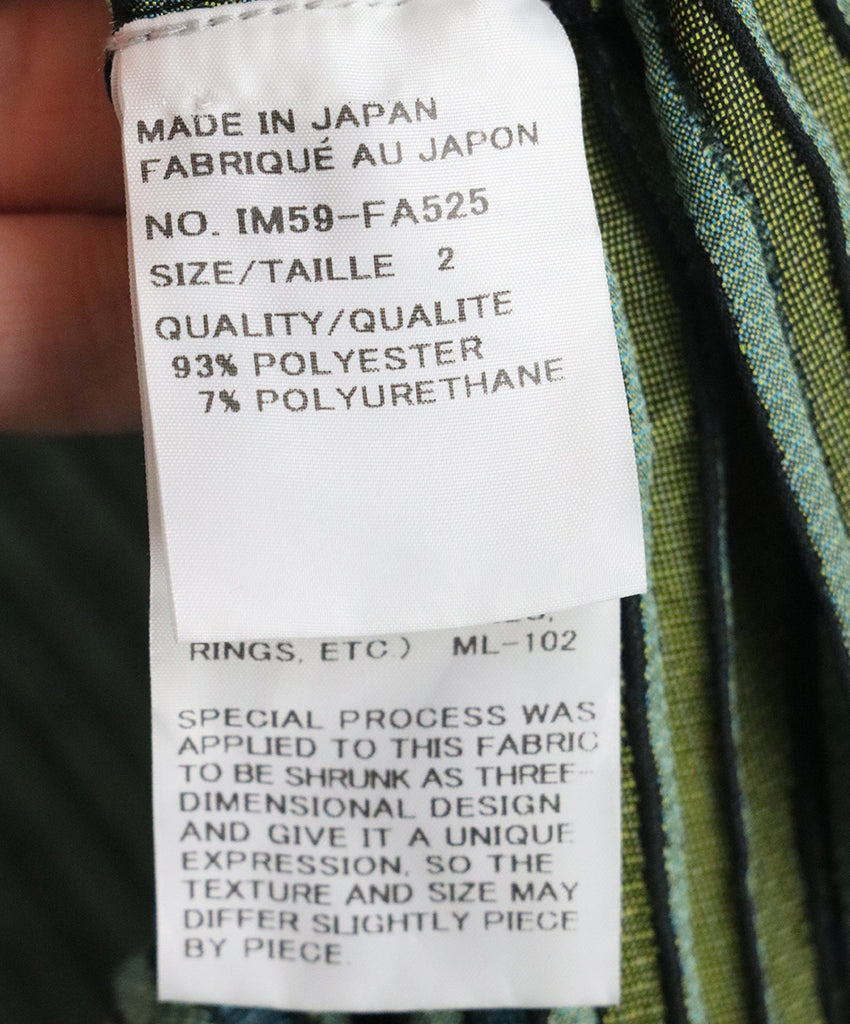 MADE IN JAPAN
FABRIQUÉ AU JAPON
NO. IM59-FA525
SIZE/TAILLE 2
QUALITY/QUALITE
93% POLYESTER
7% POLYURETHANE
RINGS, ETC.) ML-102
SPECIAL PROCESS WAS
APPLIED TO THIS FABRIC
TO BE SHRUNK AS THREE-
DIMENSIONAL DESIGN
AND GIVE IT A UNIQUE
EXPRESSION, SO THE
TEXTURE AND SIZE MAY
DIFFER SLIGHTLY PIECE
BY PIECE.